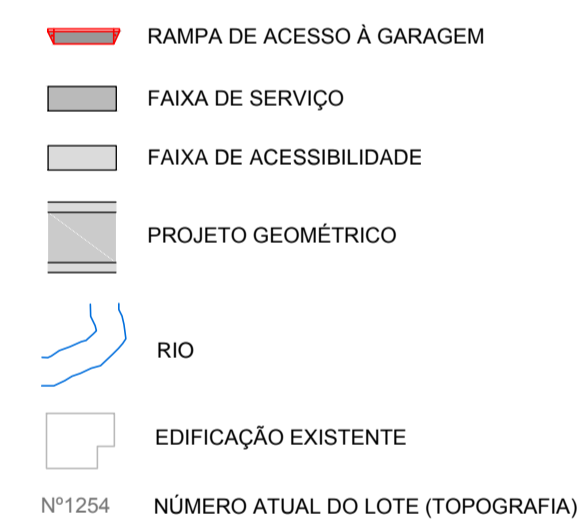 RAMPA DE ACESSO À GARAGEM
FAIXA DE SERVIÇO
FAIXA DE ACESSIBILIDADE
PROJETO GEOMÉTRICO
RIO
EDIFICAÇÃO EXISTENTE
Nº1254 NÚMERO ATUAL DO LOTE (TOPOGRAFIA)